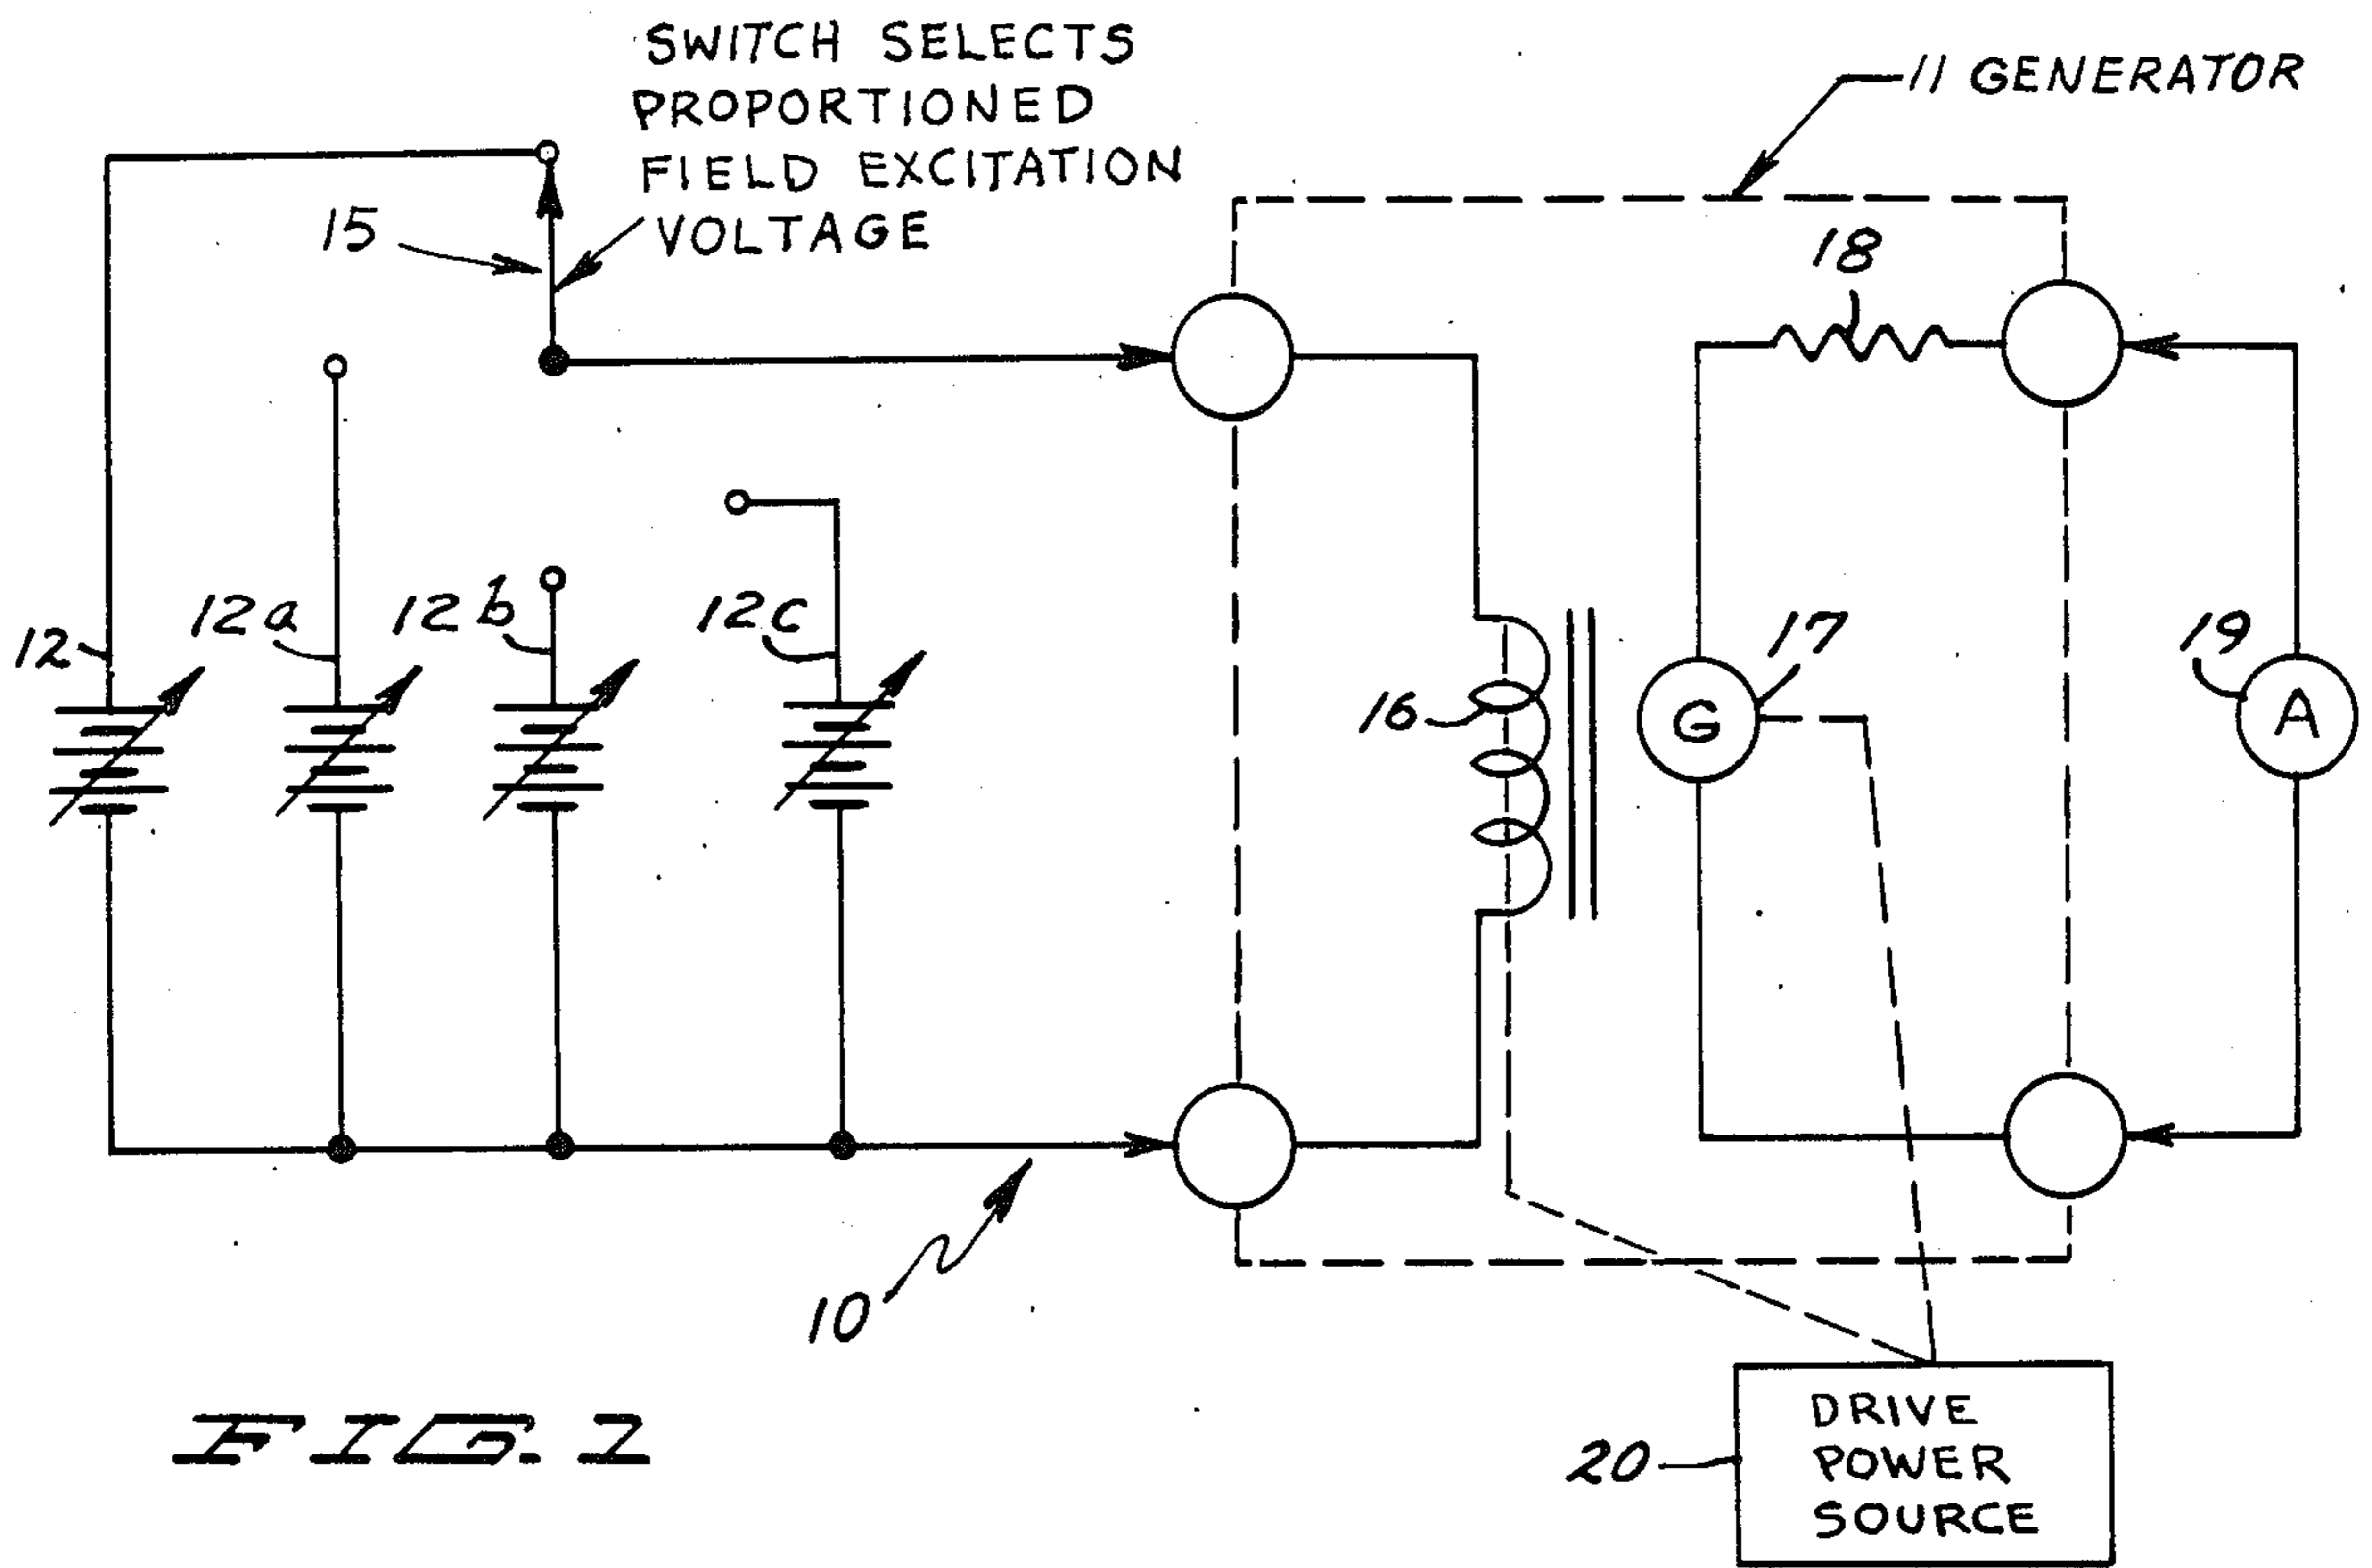 SWITCH SELECTS
PROPORTIONED
FIELD EXCITATION
VOLTAGE
11 GENERATOR
15
18
12
12a
12b
12c
16
17
G
19
A
10
FIG. 2
20
DRIVE
POWER
SOURCE